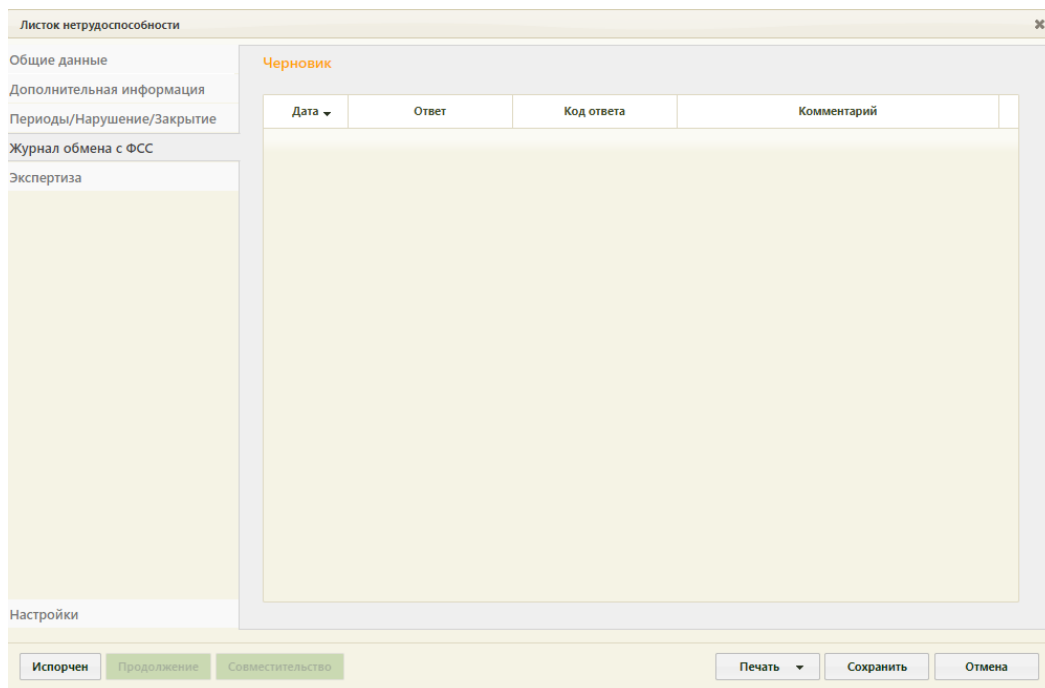 Листок нетрудоспособности
Общие данные
Дополнительная информация
Периоды/Нарушение/Закрытие
Журнал обмена с ФСС
Экспертиза
Настройки
Черновик
Дата Ответ Код ответа Комментарий
Испорчен Продолжение Совместительство Печать Сохранить Отмена